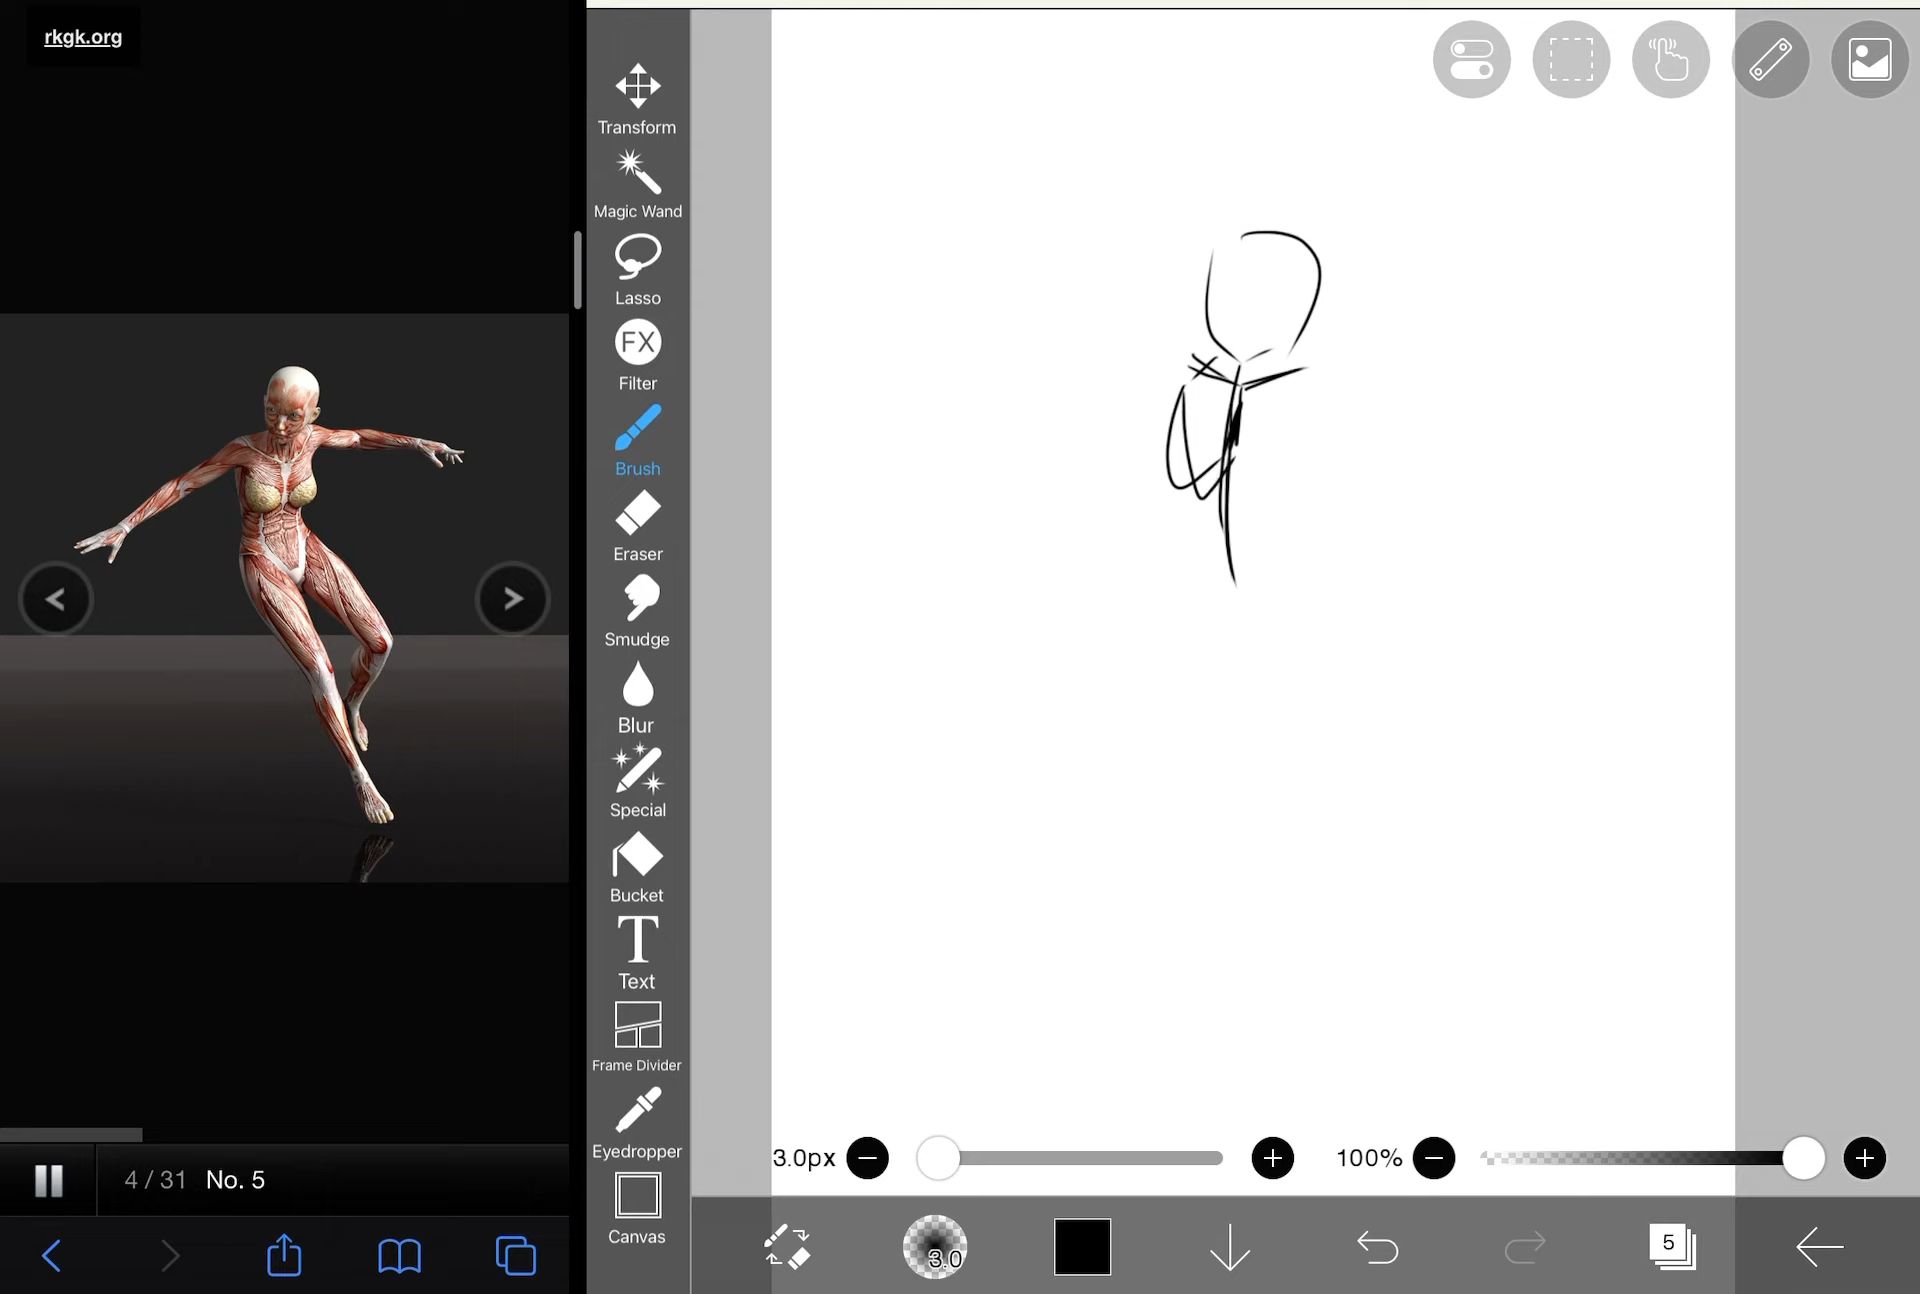 rkgk.org
Transform
Magic Wand
Lasso
FX
Filter
Brush
Eraser
Smudge
Blur
Special
Bucket
T
Text
Frame Divider
Eyedropper
Canvas
3.0px
100%
4 / 31 No. 5
3.0
5